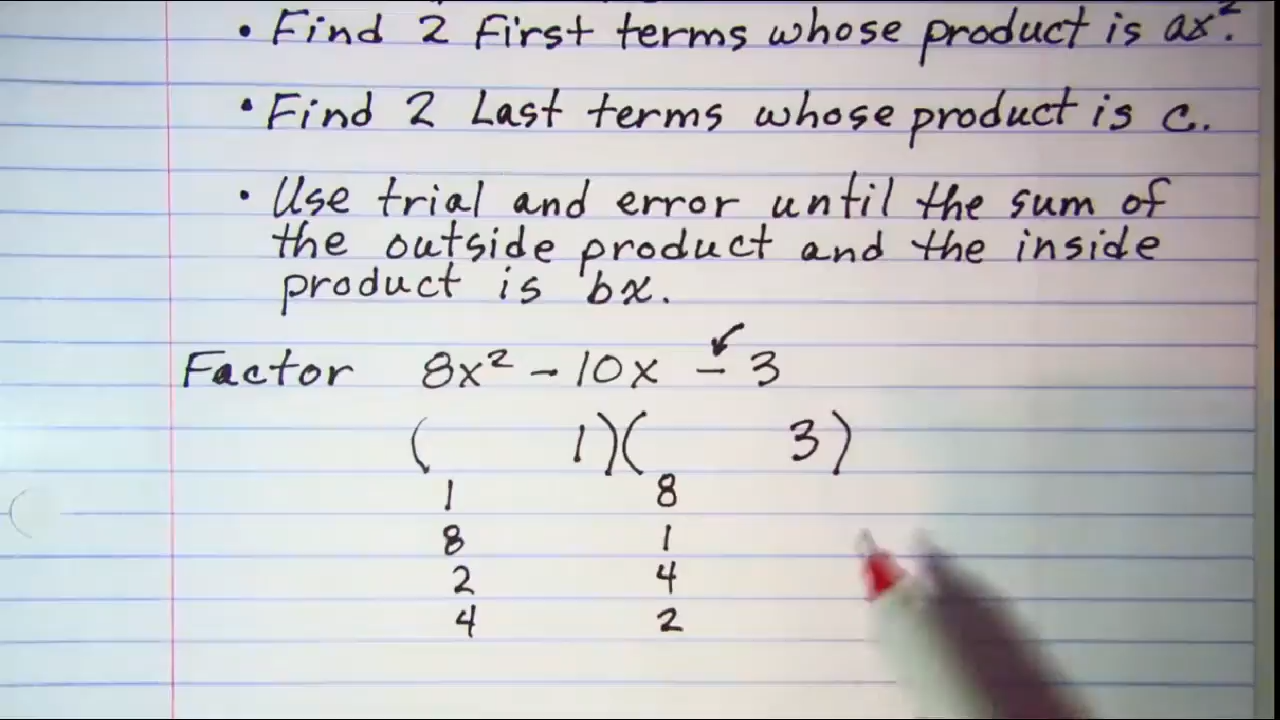 • Find 2 First terms whose product is ax².
• Find 2 Last terms whose product is c.
• Use trial and error until the sum of
the outside product and the inside
product is bx.
Factor 8x² - 10x - 3
( 1)( 3)
1 8
8 1
2 4
4 2